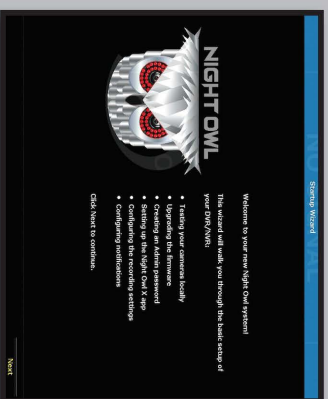 Startup Wizard
NIGHT OWL
Welcome to your new Night Owl system!
This wizard will walk you through the basic setup of
your DVR/NVR:
• Testing your cameras locally
• Upgrading the firmware
• Creating an Admin password
• Setting up the Night Owl X app
• Configuring the recording settings
• Configuring notifications
Click Next to continue.
Next